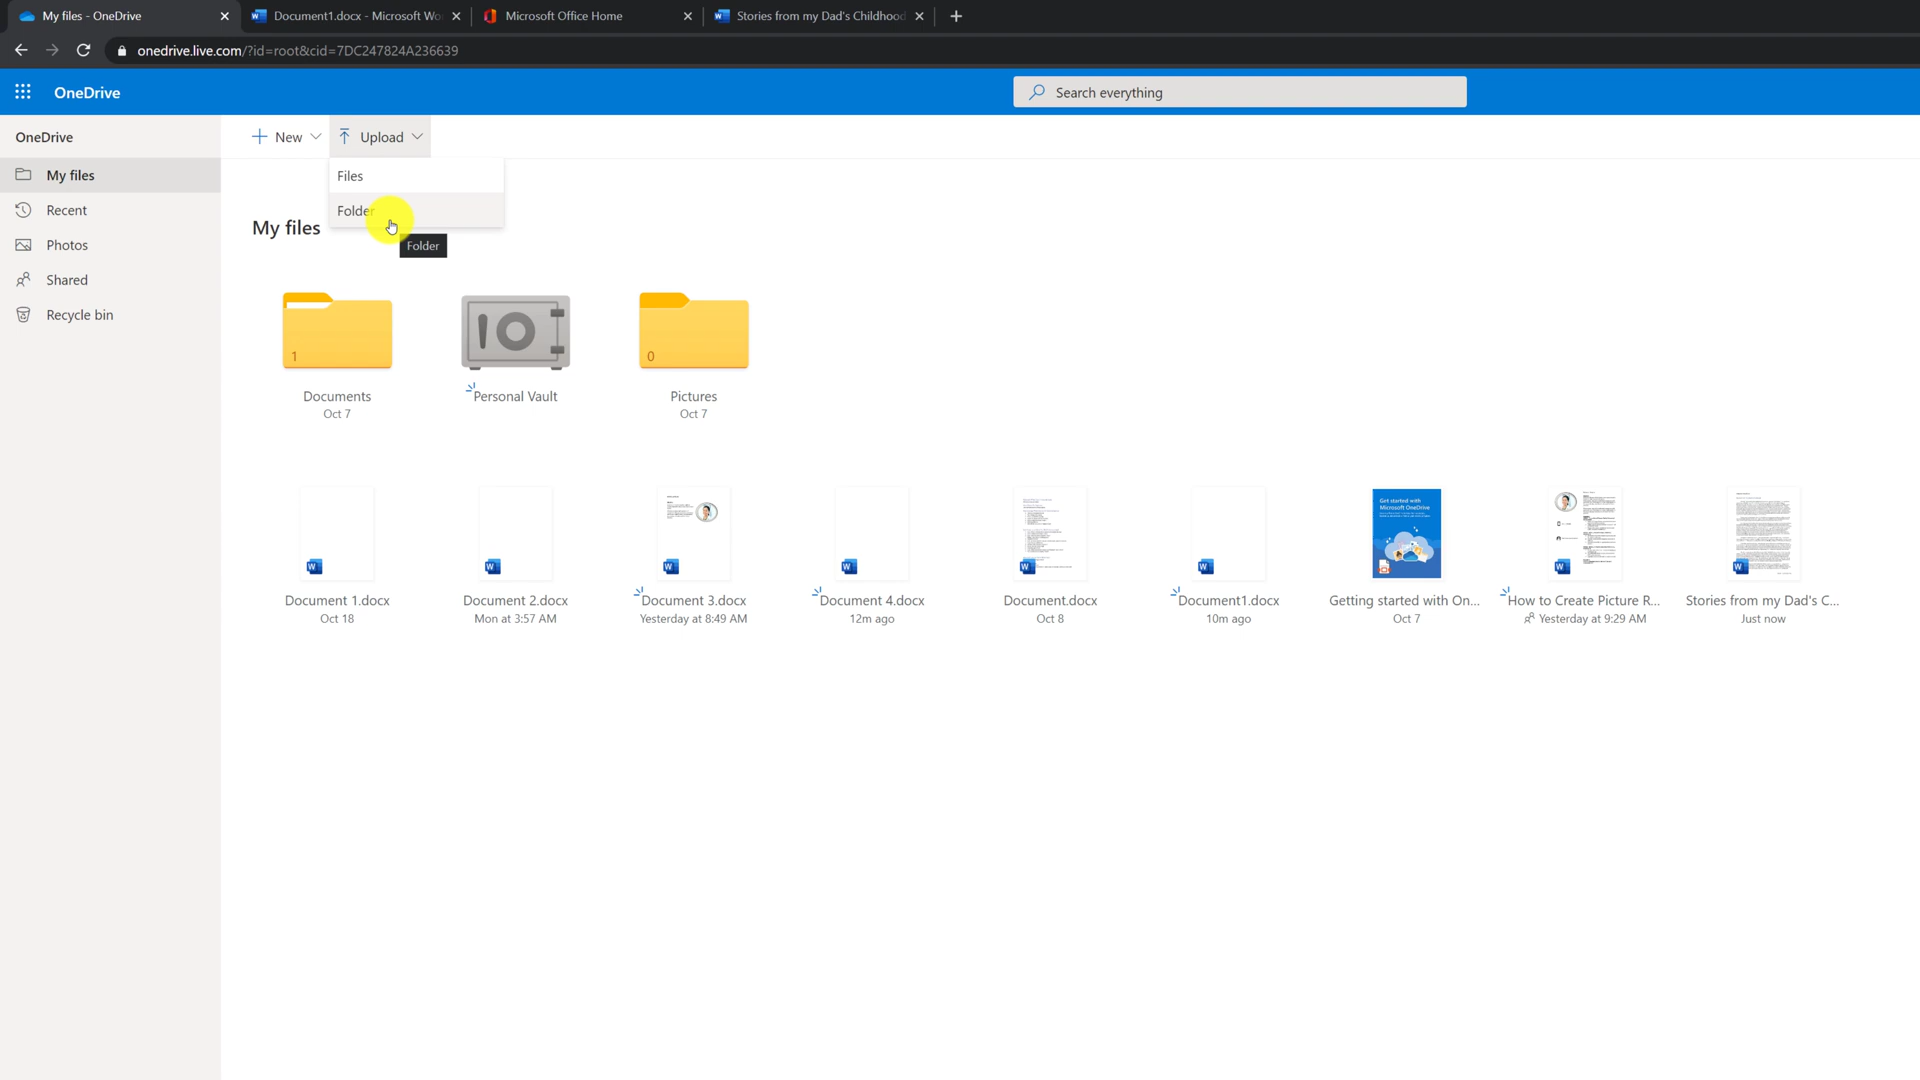 My files - OneDrive
Document1.docx - Microsoft Wo
Microsoft Office Home
Stories from my Dad's Childhood
onedrive.live.com/?id=root&cid=7DC247824A236639
OneDrive
Search everything
OneDrive
New
Upload
My files
Files
Recent
Folder
My files
Folder
Photos
Shared
Recycle bin
1
0
Documents
Personal Vault
Pictures
Oct 7
Oct 7
Get started with
Microsoft OneDrive
Document 1.docx
Document 2.docx
Document 3.docx
Document 4.docx
Document.docx
Document1.docx
Getting started with On...
How to Create Picture R...
Stories from my Dad's C...
Oct 18
Mon at 3:57 AM
Yesterday at 8:49 AM
12m ago
Oct 8
10m ago
Oct 7
Yesterday at 9:29 AM
Just now